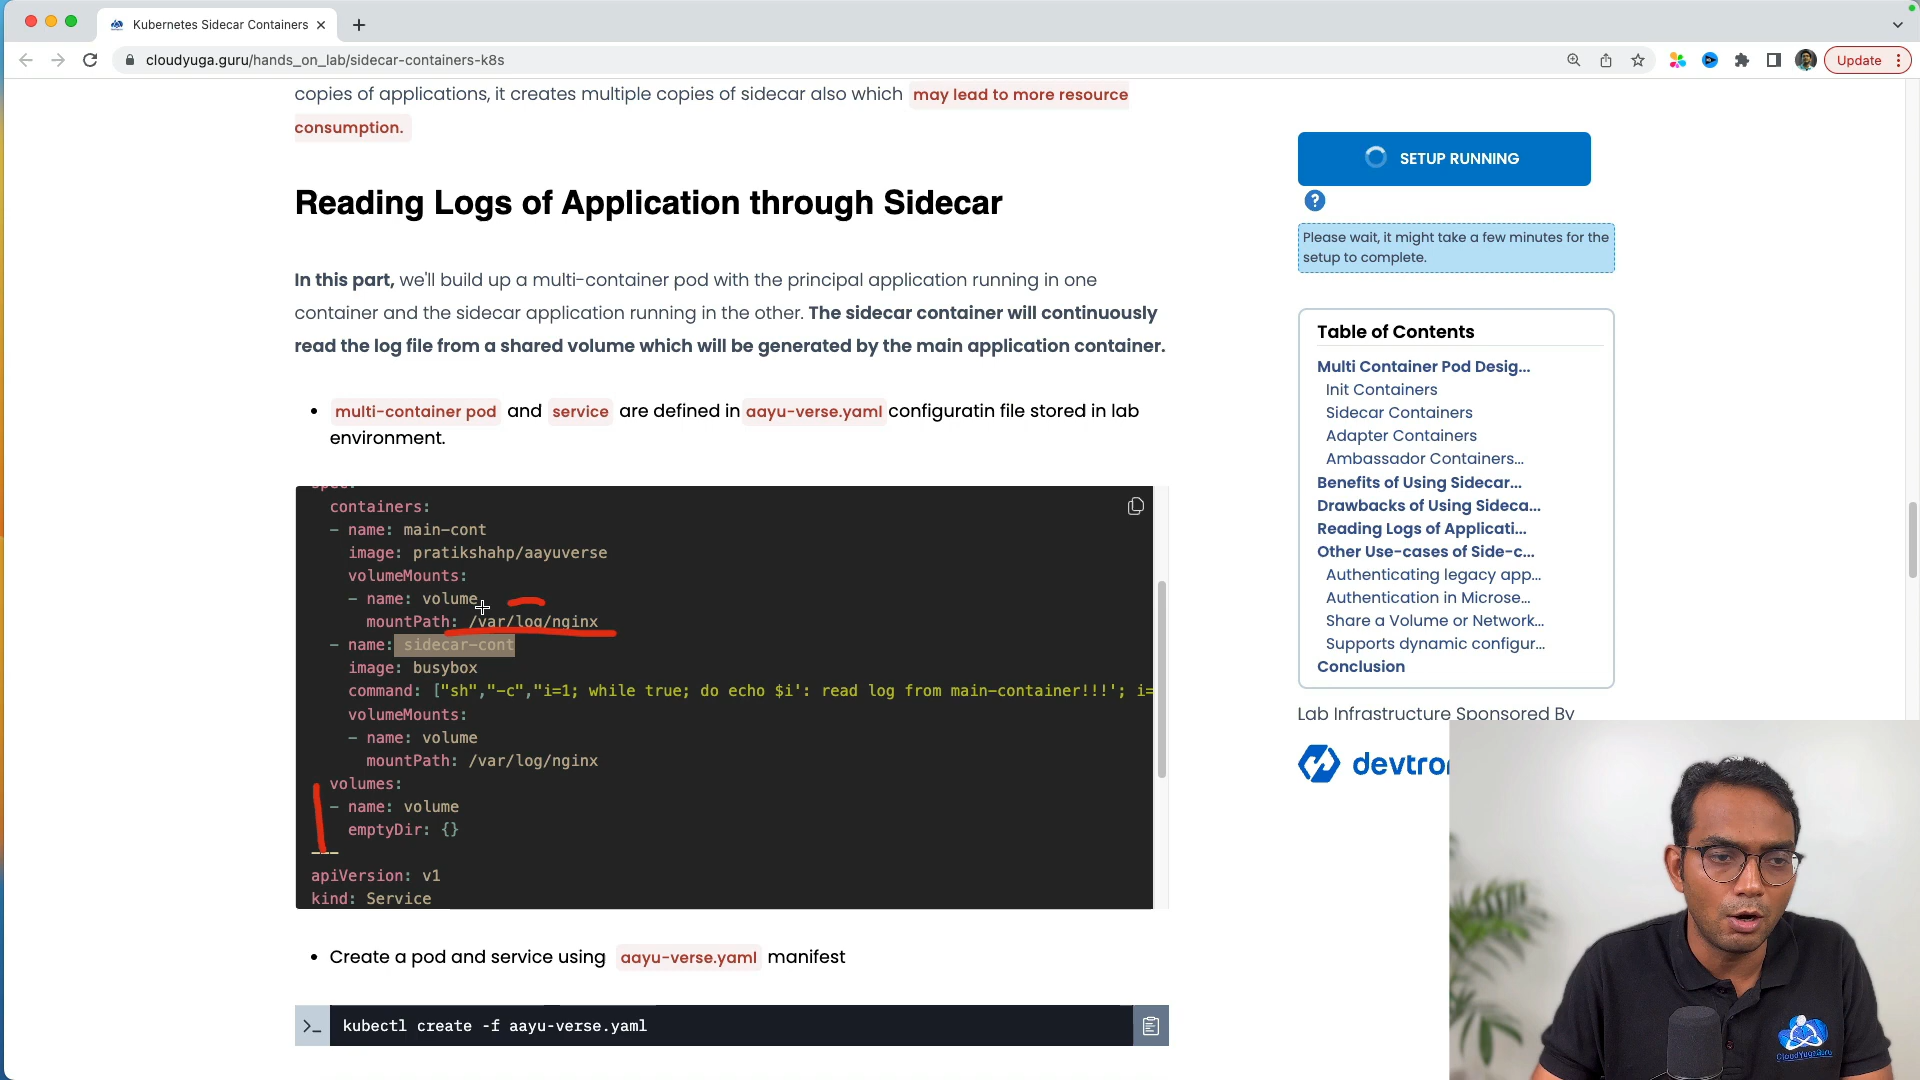 Kubernetes Sidecar Containers
cloudyuga.guru/hands_on_lab/sidecar-containers-k8s
Update
copies of applications, it creates multiple copies of sidecar also which may lead to more resource
consumption.
Reading Logs of Application through Sidecar
In this part, we'll build up a multi-container pod with the principal application running in one
container and the sidecar application running in the other. The sidecar container will continuously
read the log file from a shared volume which will be generated by the main application container.
• multi-container pod and service are defined in aayu-verse.yaml configuratin file stored in lab
environment.
spec:
containers:
- name: main-cont
image: pratikshahp/aayuverse
volumeMounts:
- name: volume
mountPath: /var/log/nginx
- name: sidecar-cont
image: busybox
command: ["sh","-c","i=1; while true; do echo $i': read log from main-container!!!'; i=
volumeMounts:
- name: volume
mountPath: /var/log/nginx
volumes:
- name: volume
emptyDir: {}
---
apiVersion: v1
kind: Service
• Create a pod and service using aayu-verse.yaml manifest
>_ kubectl create -f aayu-verse.yaml
SETUP RUNNING
?
Please wait, it might take a few minutes for the
setup to complete.
Table of Contents
Multi Container Pod Desig...
Init Containers
Sidecar Containers
Adapter Containers
Ambassador Containers...
Benefits of Using Sidecar...
Drawbacks of Using Sideca...
Reading Logs of Applicati...
Other Use-cases of Side-c...
Authenticating legacy app...
Authentication in Microse...
Share a Volume or Network...
Supports dynamic configur...
Conclusion
Lab Infrastructure Sponsored By
devtron
CloudYuga.guru